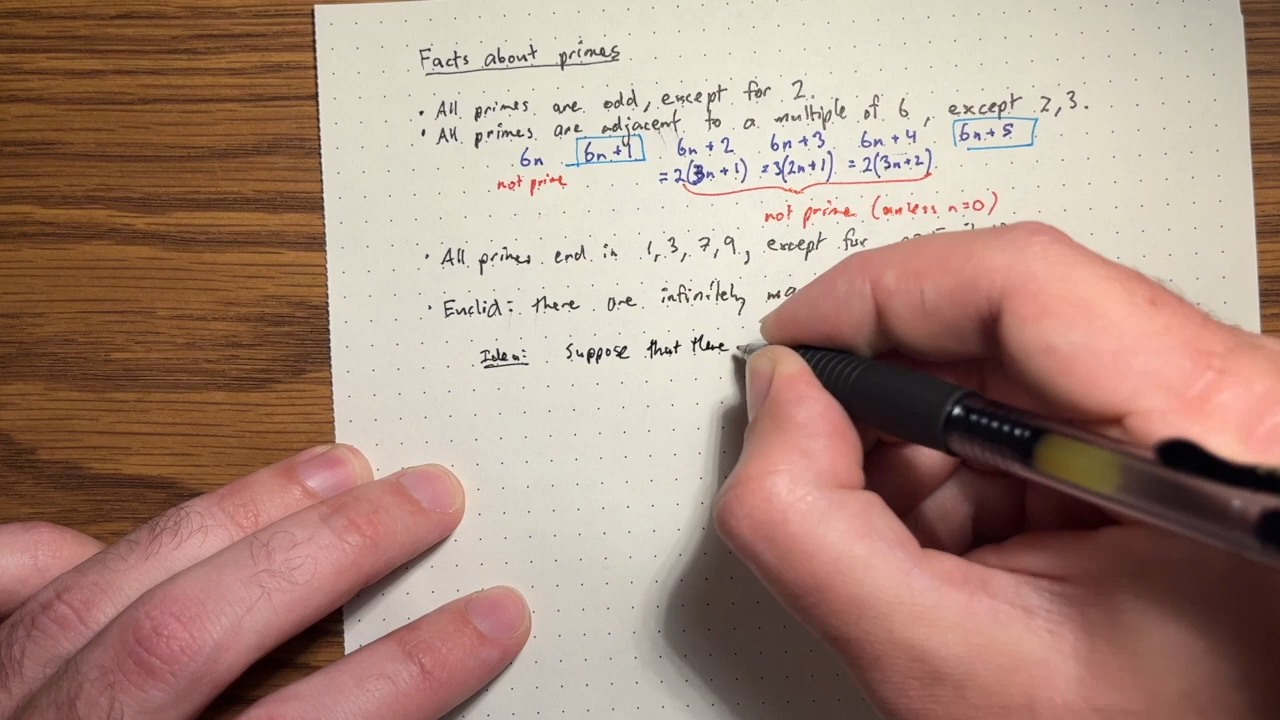 Facts about primes
• All primes are odd, except for 2.
• All primes are adjacent to a multiple of 6, except 2,3.
6n 6n+1 6n+2 6n+3 6n+4 6n+5
= 2(3n+1) = 3(2n+1) = 2(3n+2)
not prime
not prime (unless n=0)
• All primes end in 1,3,7,9, except for
• Euclid: there are infinitely
Idea: Suppose that there